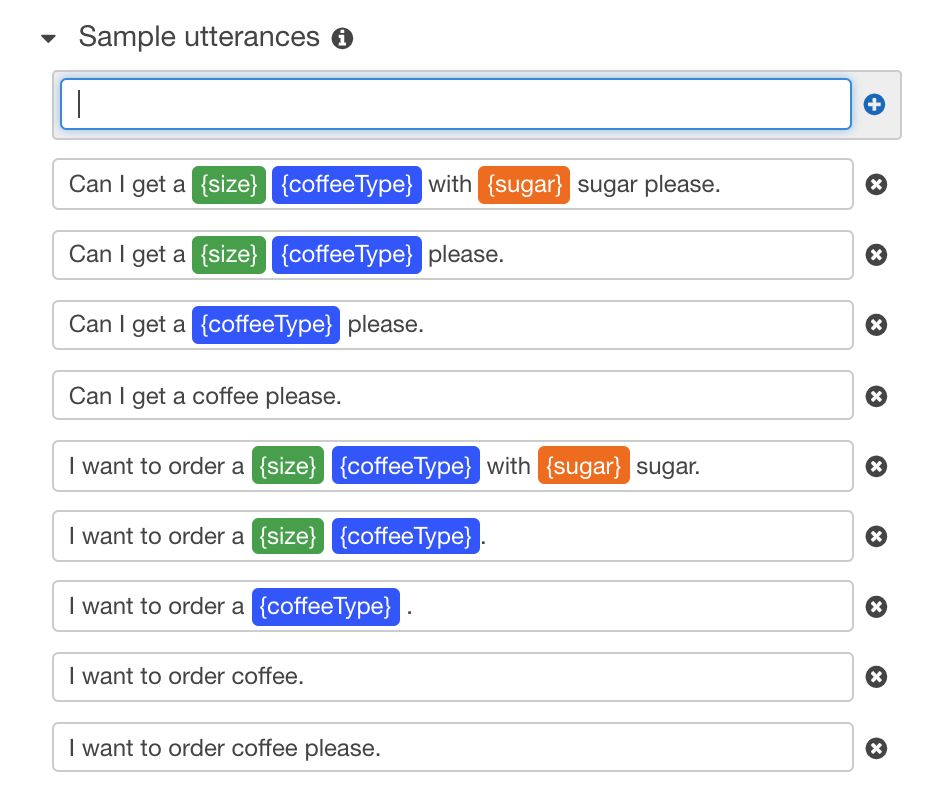 Sample utterances
Can I get a {size} {coffeeType} with {sugar} sugar please.
Can I get a {size} {coffeeType} please.
Can I get a {coffeeType} please.
Can I get a coffee please.
I want to order a {size} {coffeeType} with {sugar} sugar.
I want to order a {size} {coffeeType}.
I want to order a {coffeeType} .
I want to order coffee.
I want to order coffee please.